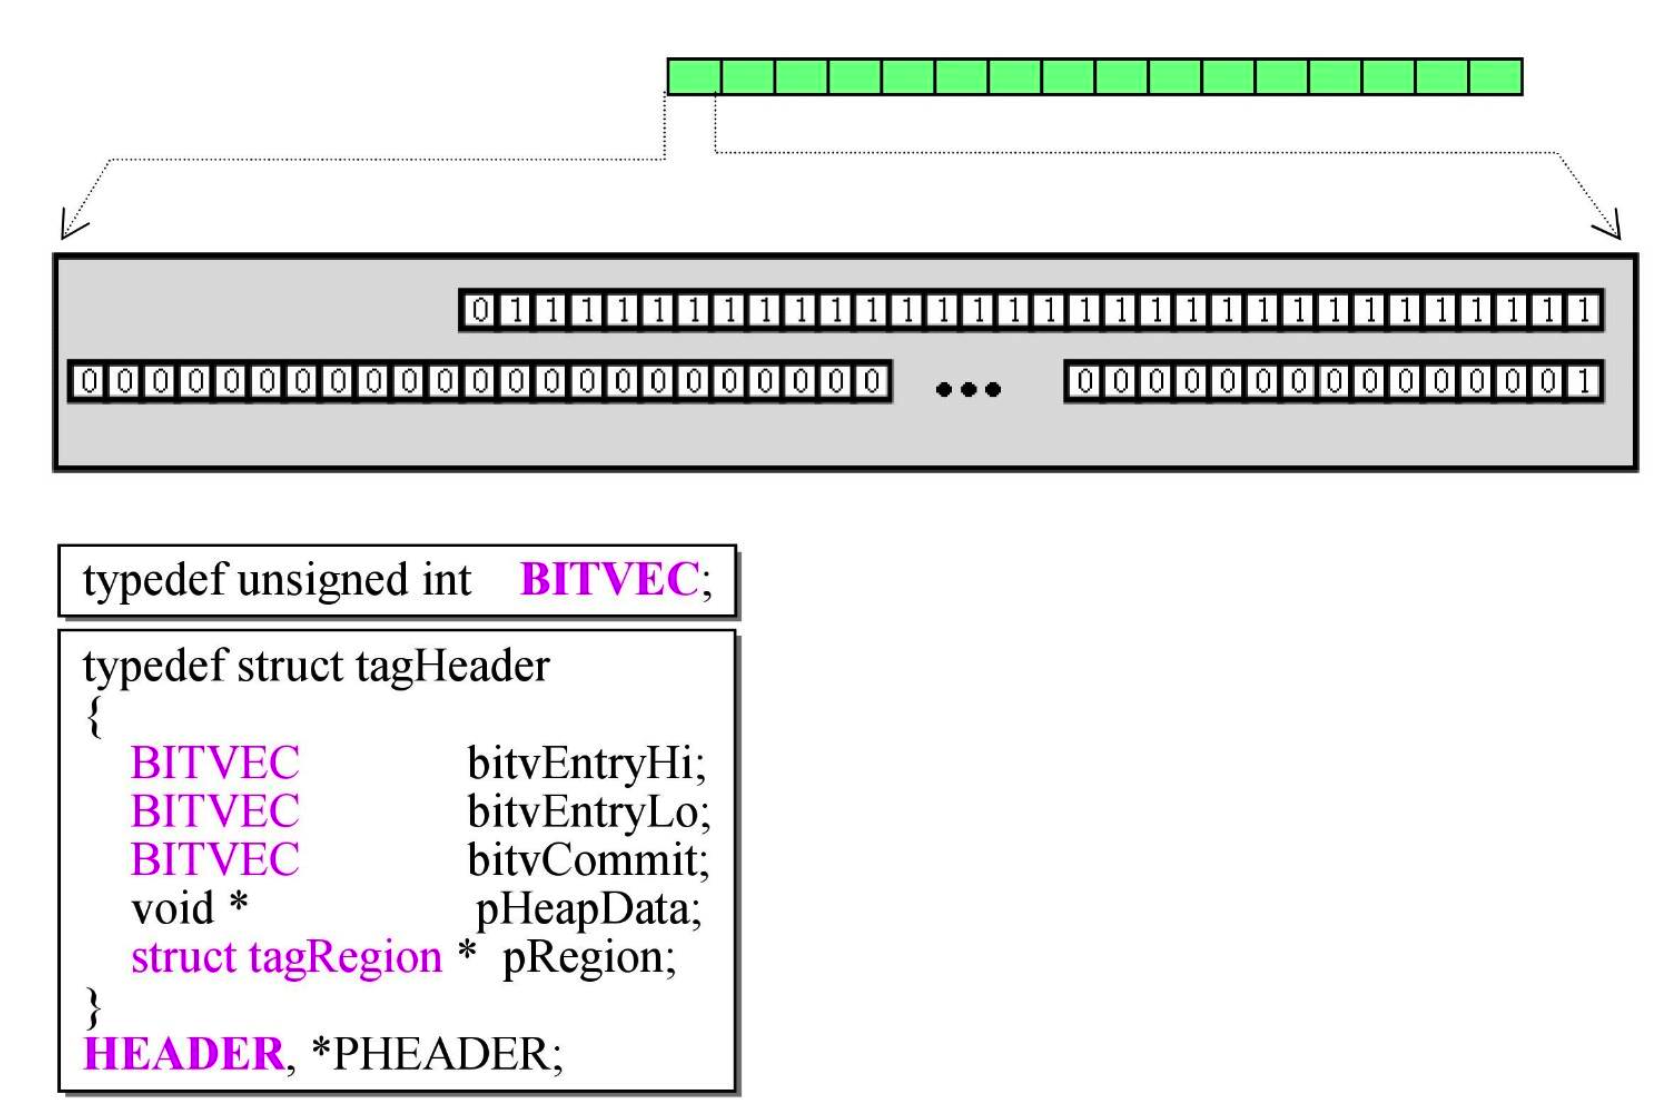 0 1 1 1 1 1 1 1 1 1 1 1 1 1 1 1 1 1 1 1 1 1 1 1 1 1 1 1 1 1 1 1
0 0 0 0 0 0 0 0 0 0 0 0 0 0 0 0 0 0 0 0 0 0 0 ●●● 0 0 0 0 0 0 0 0 0 0 0 0 0 0 1
typedef unsigned int BITVEC;
typedef struct tagHeader
{
BITVEC bitvEntryHi;
BITVEC bitvEntryLo;
BITVEC bitvCommit;
void * pHeapData;
struct tagRegion * pRegion;
}
HEADER, *PHEADER;